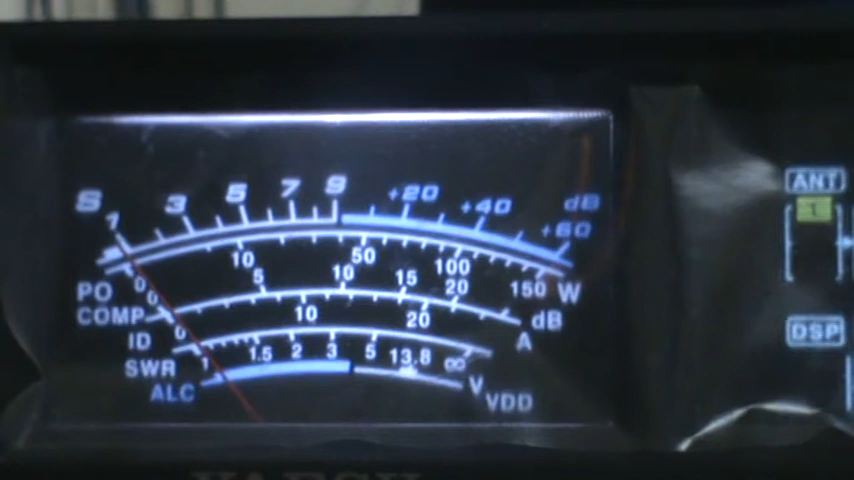 S 1 3 5 7 9 +20 +40 +60 dB
PO 0 10 50 100 150 W
COMP 0 5 10 15 20 dB
ID 0 10 20 A
SWR 1 1.5 2 3 5 ∞
ALC 13.8 V
VDD
ANT
1
DSP